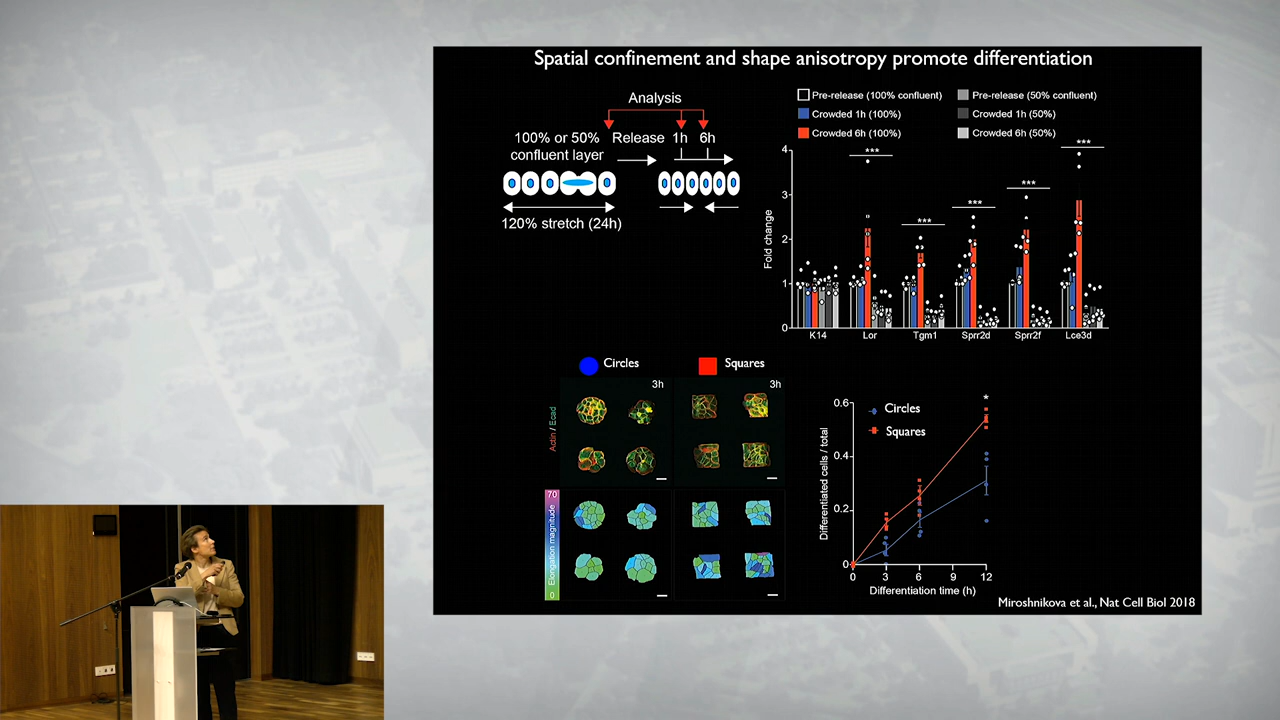 Spatial confinement and shape anisotropy promote differentiation
Analysis
100% or 50%
confluent layer
Release
1h
6h
120% stretch (24h)
Pre-release (100% confluent)
Pre-release (50% confluent)
Crowded 1h (100%)
Crowded 1h (50%)
Crowded 6h (100%)
Crowded 6h (50%)
Fold change
4
3
2
1
0
***
***
***
***
***
K14
Lor
Tgm1
Sprr2d
Sprr2f
Lce3d
Circles
Squares
3h
3h
Actin / Ecad
70
Elongation magnitude
0
Differentiated cells / total
0.6
0.4
0.2
0
Circles
Squares
*
0
3
6
9
12
Differentiation time (h)
Miroshnikova et al., Nat Cell Biol 2018